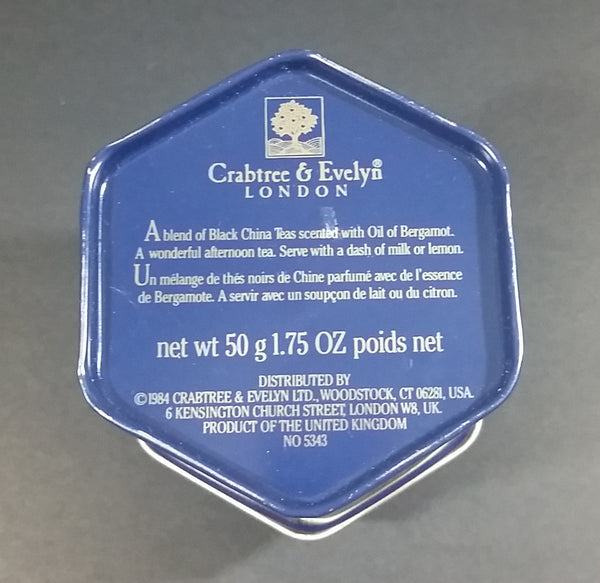 Crabtree & Evelyn®
LONDON
A blend of Black China Teas scented with Oil of Bergamot.
A wonderful afternoon tea. Serve with a dash of milk or lemon.
Un mélange de thés noirs de Chine parfumé avec de l'essence
de Bergamote. A servir avec un soupçon de lait ou du citron.
net wt 50 g 1.75 OZ poids net
DISTRIBUTED BY
©1984 CRABTREE & EVELYN LTD., WOODSTOCK, CT 06281, USA.
6 KENSINGTON CHURCH STREET, LONDON W8, UK.
PRODUCT OF THE UNITED KINGDOM
NO 5343